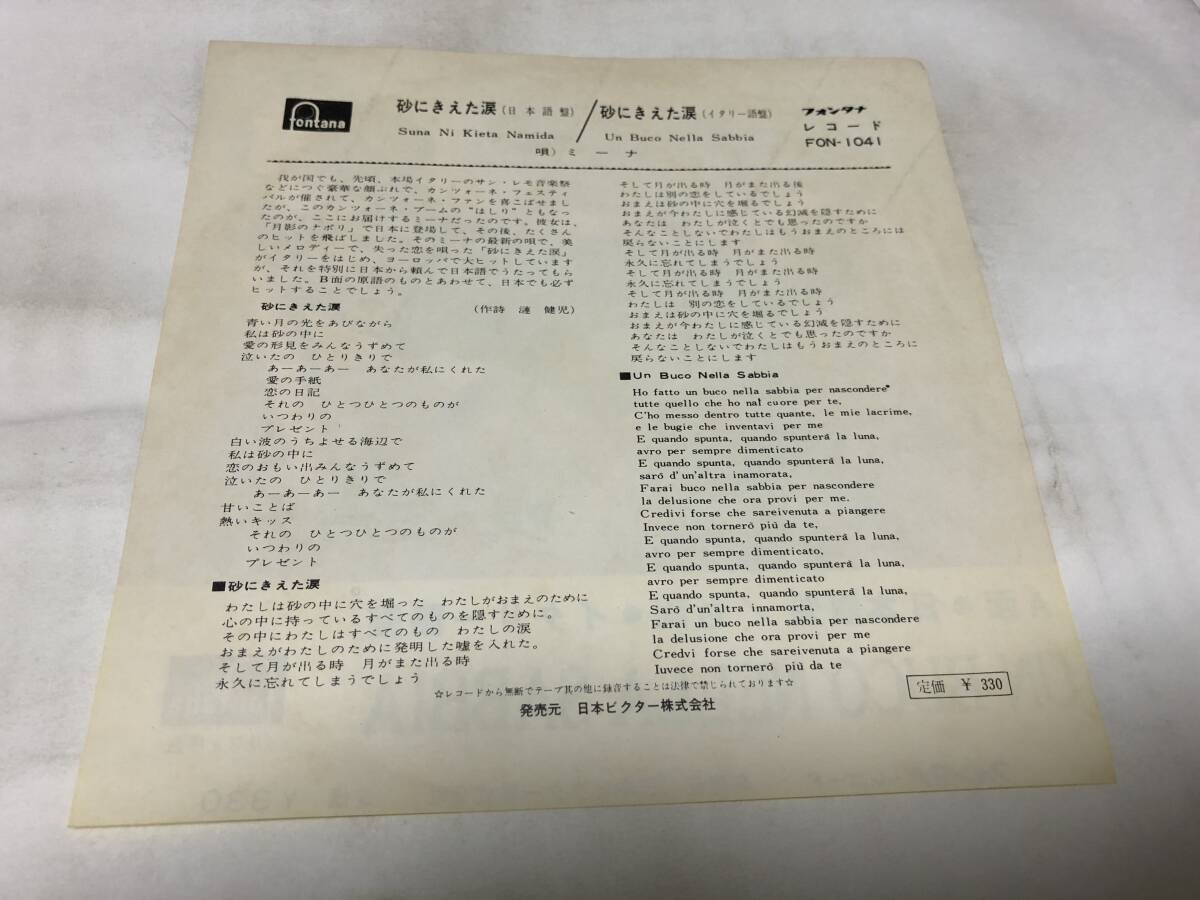 fontana
砂にきえた涙(日本語盤)/砂にきえた涙(イタリー語盤)
Suna Ni Kieta Namida
Un Buco Nella Sabbia
唄)ミーナ
フォンタナ
レコード
FON-1041
我が国でも、先頃、本場イタリーのサン・レモ音楽祭
などにつぐ豪華な顔ぶれで、カンツォーネ・フェスティ
バルが催されて、カンツォーネ・ファンを喜こばせまし
たが、このカンツォーネ・ブームの"はしり"ともなっ
たのが、ここにお届けするミーナだったのです。彼女は、
「月影のナポリ」で日本に登場して、その後、たくさん
のヒットを飛ばしました。そのミーナの最新の唄で、美
しいメロディーで、失った恋を唄った「砂にきえた涙」
がイタリーをはじめ、ヨーロッパで大ヒットしています
が、それを特別に日本から頼んで日本語でうたってもら
いました。B面の原語のものとあわせて、日本でも必ず
ヒットすることでしょう。
砂にきえた涙 (作詩 漣 健児)
青い月の光をあびながら
私は砂の中に
愛の形見をみんなうずめて
泣いたの ひとりきりで
あーあーあー あなたが私にくれた
愛の手紙
恋の日記
それの ひとつひとつのものが
いつわりの
プレゼント
白い波のうちよせる海辺で
私は砂の中に
恋のおもい出みんなうずめて
泣いたの ひとりきりで
あーあーあー あなたが私にくれた
甘いことば
熱いキッス
それの ひとつひとつのものが
いつわりの
プレゼント
■砂にきえた涙
わたしは砂の中に穴を堀った わたしがおまえのために
心の中に持っているすべてのものを隠すために。
その中にわたしはすべてのもの わたしの涙
おまえがわたしのために発明した嘘を入れた。
そして月が出る時 月がまた出る時
永久に忘れてしまうでしょう
そして月が出る時 月がまた出る後
わたしは別の恋をしているでしょう
おまえは砂の中に穴を堀るでしょう
おまえが今わたしに感じている幻滅を隠すために
あなたは わたしが泣くとでも思ったのですか
そんなことしないでわたしはもうおまえのところには
戻らないことにします
そして月が出る時 月がまた出る時
永久に忘れてしまうでしょう
そして月が出る時 月がまた出る時
永久に忘れてしまうでしょう
そして月が出る時 月がまた出る時
わたしは 別の恋をしているでしょう
おまえは砂の中に穴を堀るでしょう
おまえが今わたしに感じている幻滅を隠すために
あなたは わたしが泣くとでも思ったのですか
そんなことしないでわたしはもうおまえのところに
戻らないことにします
■Un Buco Nella Sabbia
Ho fatto un buco nella sabbia per nascondere
tutte quello che ho nal cuore per te,
C'ho messo dentro tutte quante, le mie lacrime,
e le bugie che inventavi per me
E quando spunta, quando spunterá la luna,
avro per sempre dimenticato
E quando spunta, quando spunterá la luna,
saró d'un'altra inamorata,
Farai buco nella sabbia per nascondere
la delusione che ora provi per me.
Credivi forse che sareivenuta a piangere
Invece non torneró piú da te,
E quando spunta, quando spunterá la luna,
avro per sempre dimenticato,
E quando spunta, quando spunterá la luna,
avro per sempre dimenticato
E quando spunta, quando spunterá la luna,
Saró d'un'altra innamorta,
Farai un buco nella sabbia per nascondere
la delusione che ora provi per me
Credvi forse che sareivenuta a piangere
Iuvece non torneró piú da te
☆レコードから無断でテープ其の他に録音することは法律で禁じられております☆
発売元 日本ビクター株式会社
定価 ¥ 330